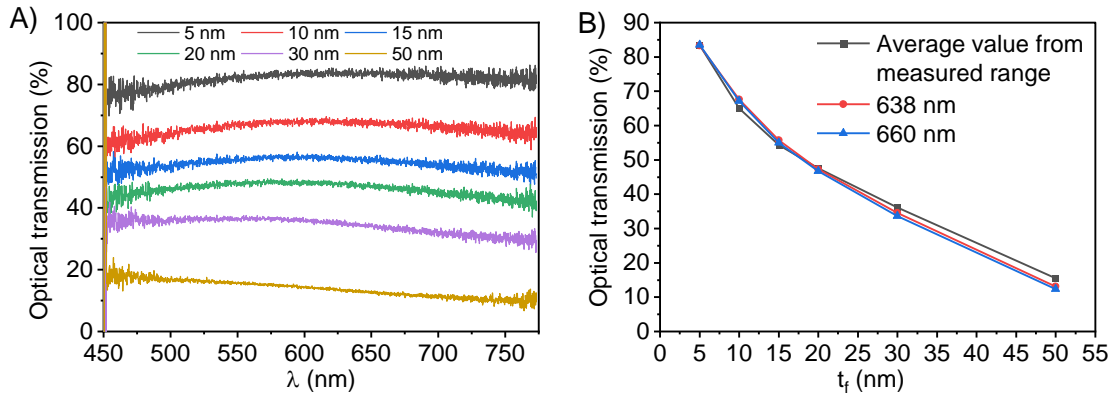 A)
100
80
60
40
20
0
Optical transmission (%)
5 nm 10 nm 15 nm
20 nm 30 nm 50 nm
450 500 550 600 650 700 750
λ (nm)
B)
90
80
70
60
50
40
30
20
10
0
Optical transmission (%)
Average value from
measured range
638 nm
660 nm
0 5 10 15 20 25 30 35 40 45 50 55
t_f (nm)